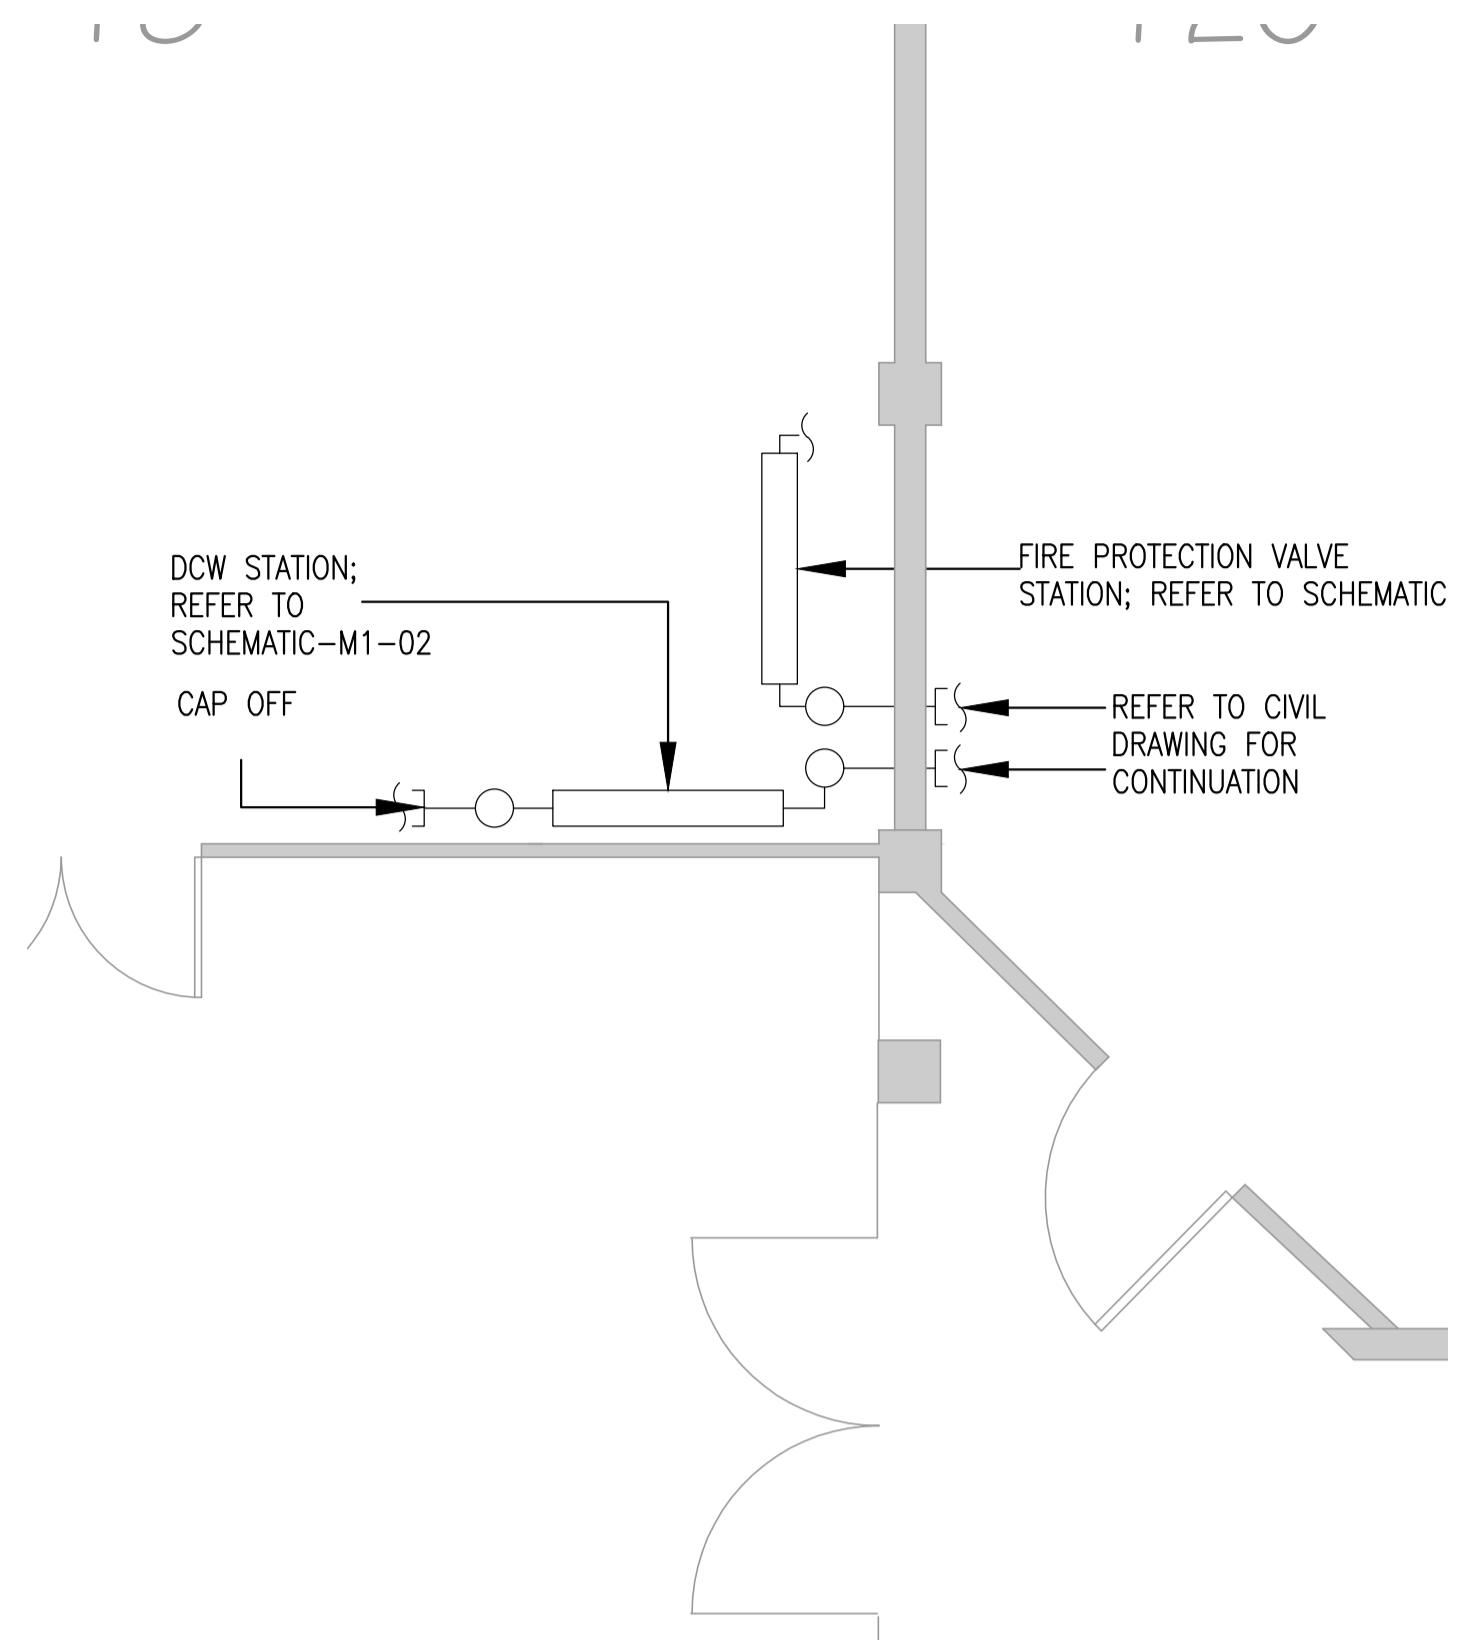 DCW STATION;
REFER TO
SCHEMATIC-M1-02
CAP OFF
FIRE PROTECTION VALVE
STATION; REFER TO SCHEMATIC
REFER TO CIVIL
DRAWING FOR
CONTINUATION